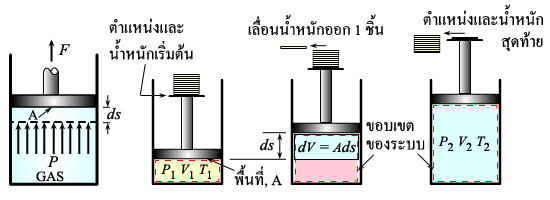 F
A
ds
P
GAS
ตำแหน่งและ
น้ำหนักเริ่มต้น
P₁ V₁ T₁
พื้นที่, A
เลื่อนน้ำหนักออก 1 ชิ้น
ds
dV = Ads
ขอบเขต
ของระบบ
ตำแหน่งและน้ำหนัก
สุดท้าย
P₂ V₂ T₂